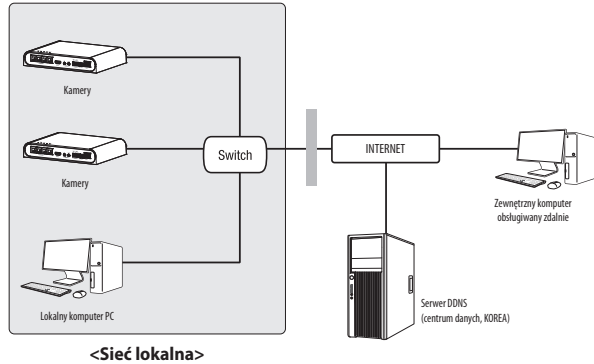 Kamery
Kamery
Switch
INTERNET
Zewnętrzny komputer
obsługiwany zdalnie
Lokalny komputer PC
Serwer DDNS
(centrum danych, KOREA)
<Sieć lokalna>